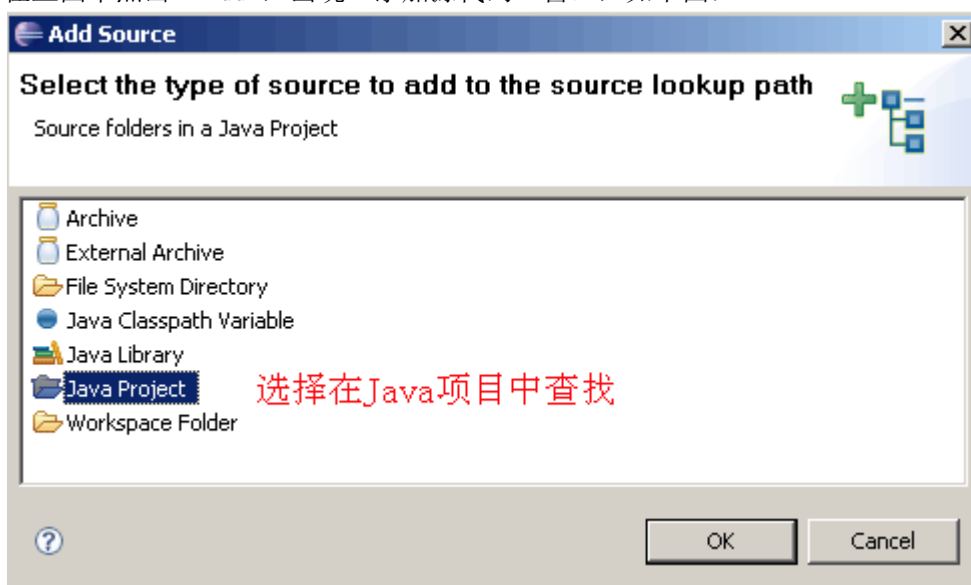 Add Source
Select the type of source to add to the source lookup path
Source folders in a Java Project
Archive
External Archive
File System Directory
Java Classpath Variable
Java Library
Java Project 选择在Java项目中查找
Workspace Folder
OK Cancel